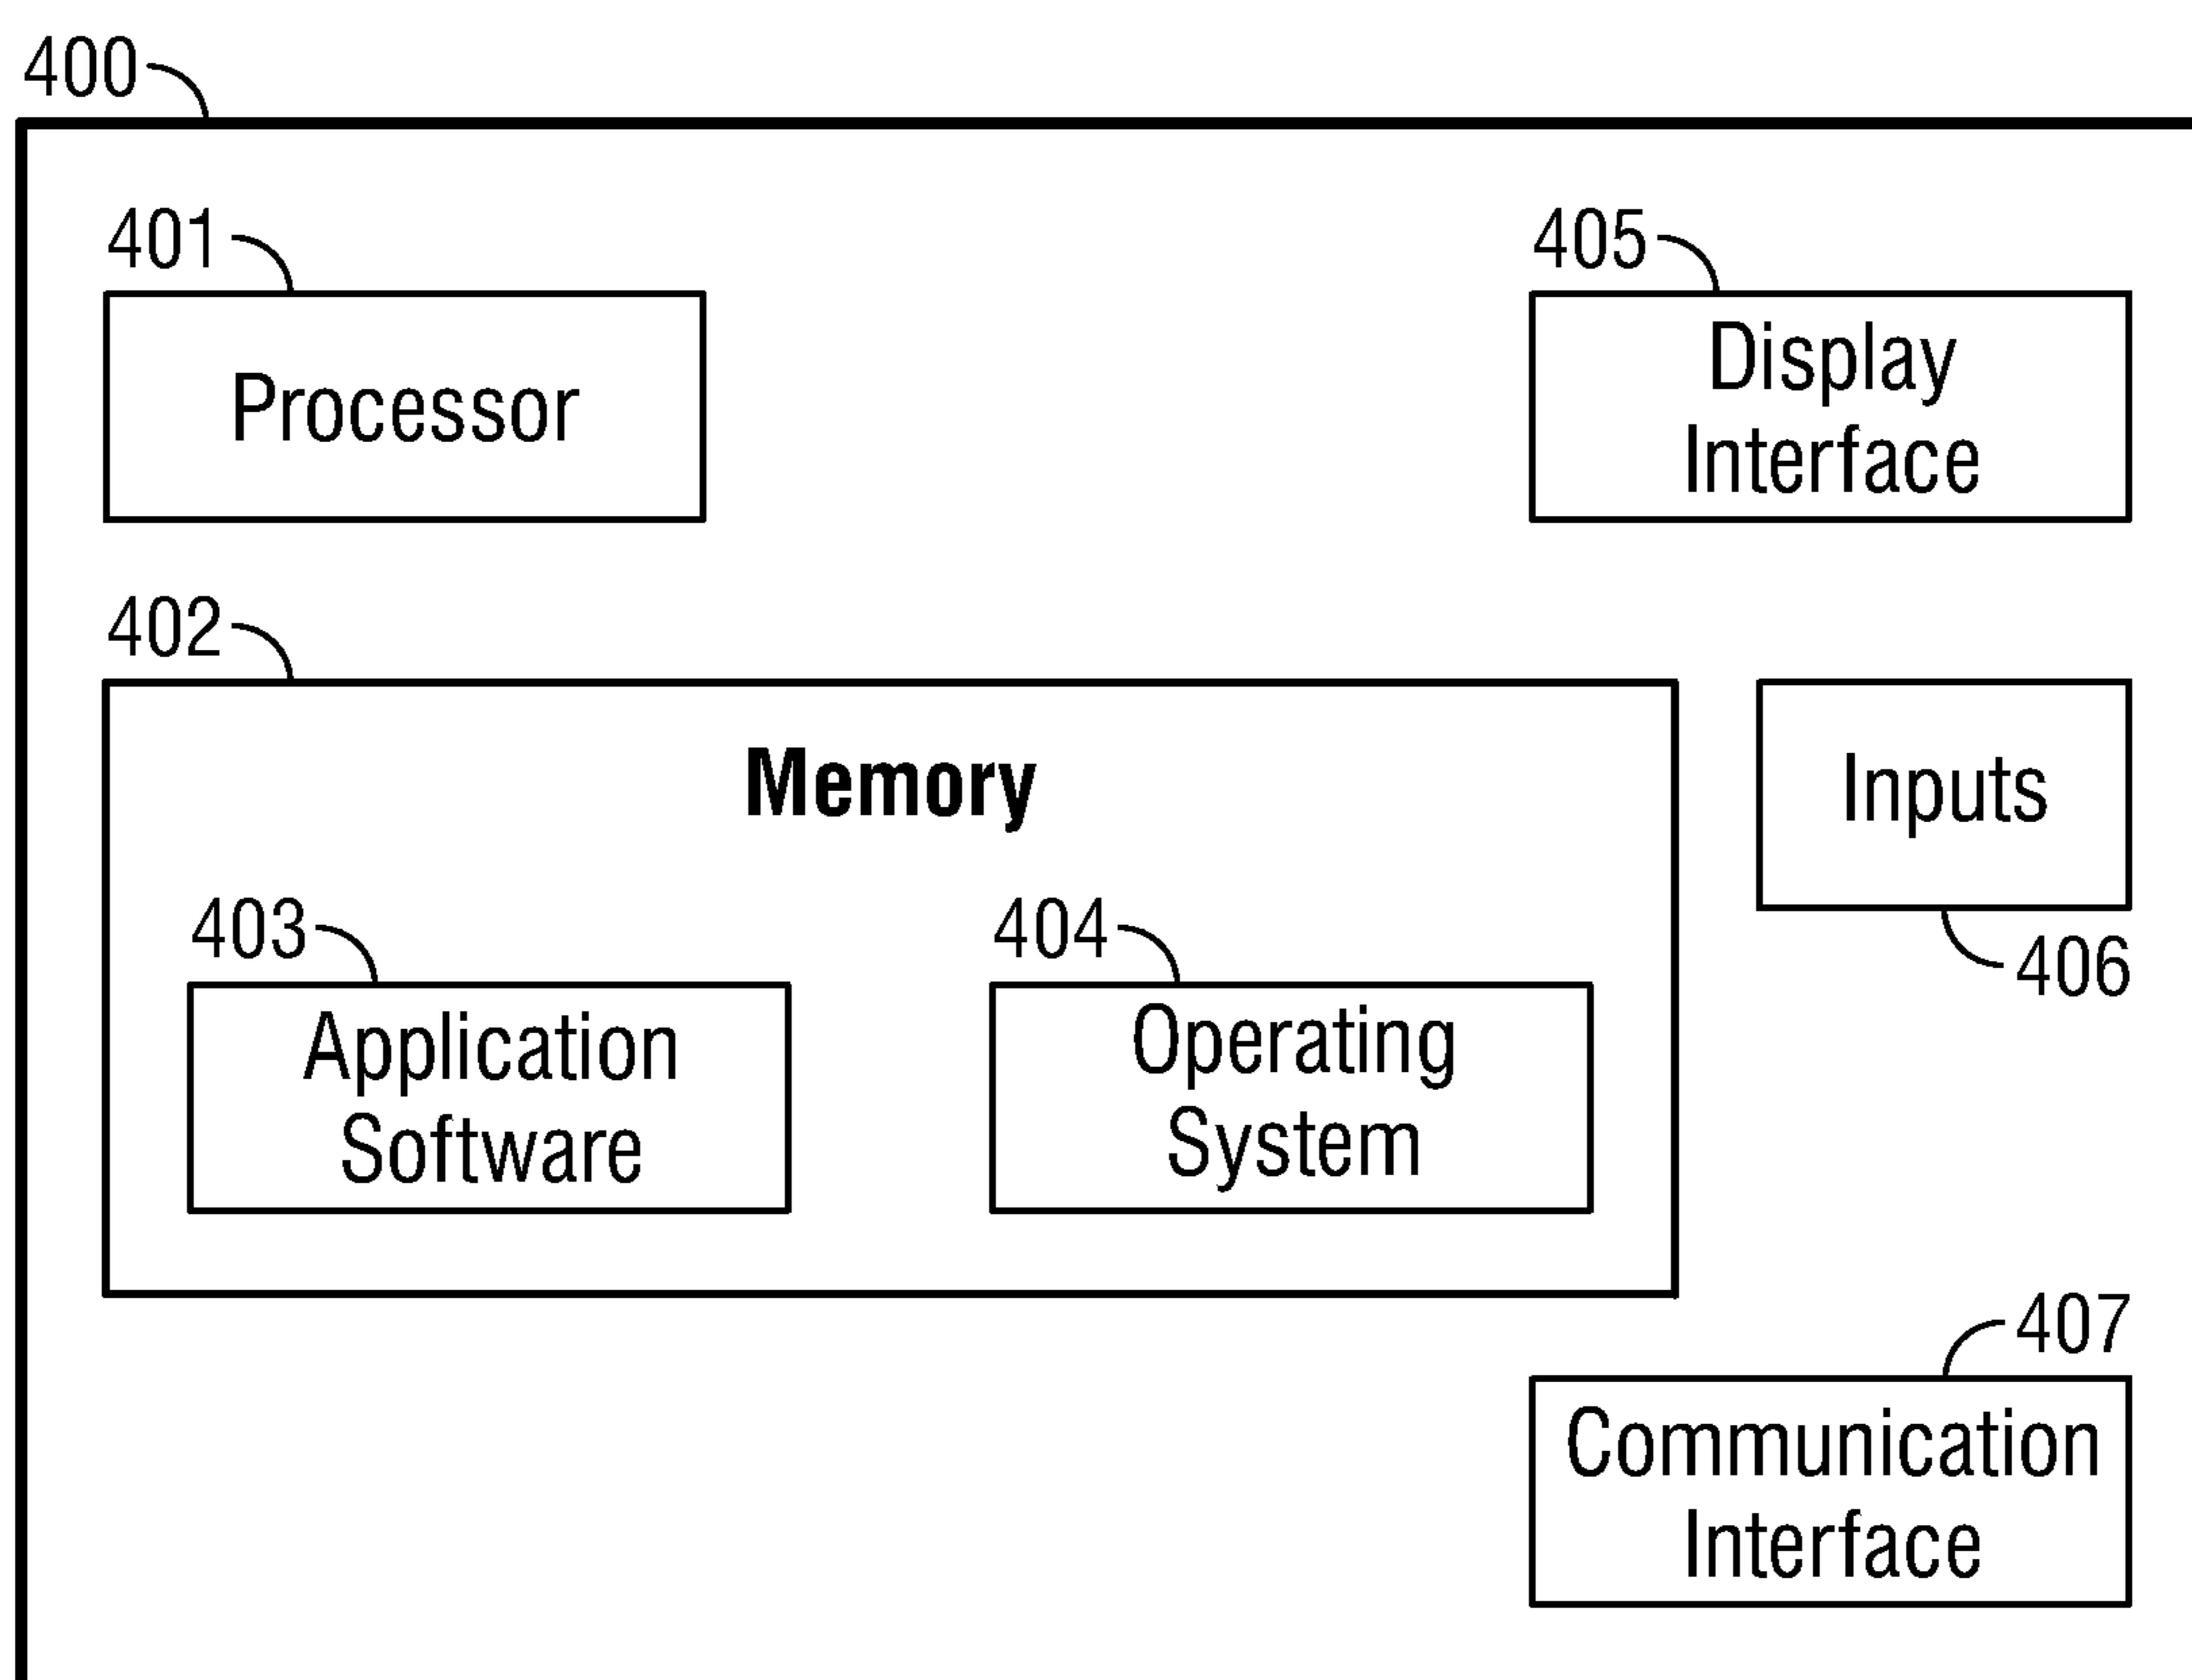 400
401
Processor
405
Display
Interface
402
Memory
Inputs
406
403
Application
Software
404
Operating
System
407
Communication
Interface